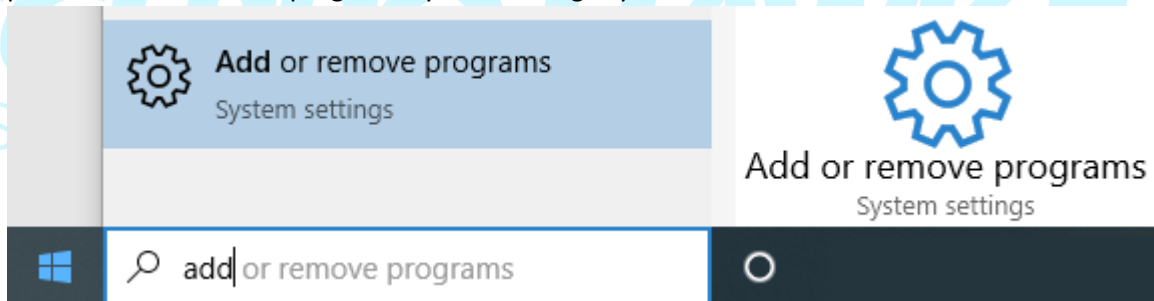 Add or remove programs
System settings
Add or remove programs
System settings
add or remove programs